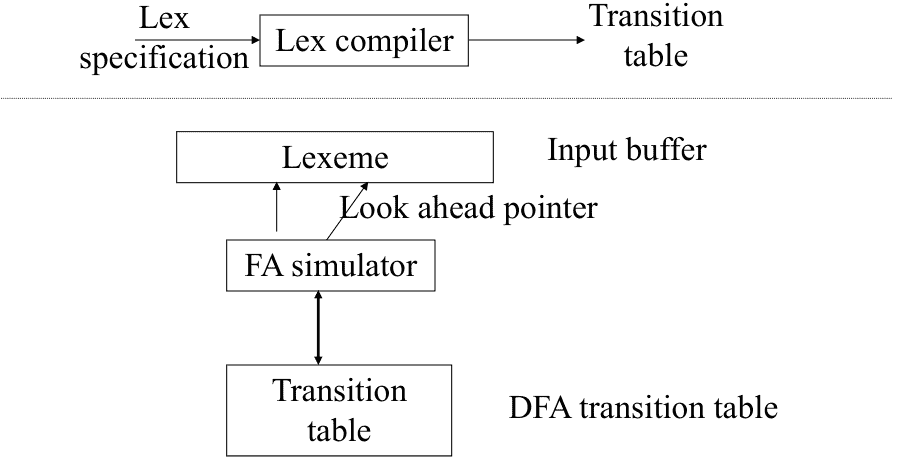 Lex
specification
Lex compiler
Transition
table
Lexeme
Input buffer
Look ahead pointer
FA simulator
Transition
table
DFA transition table